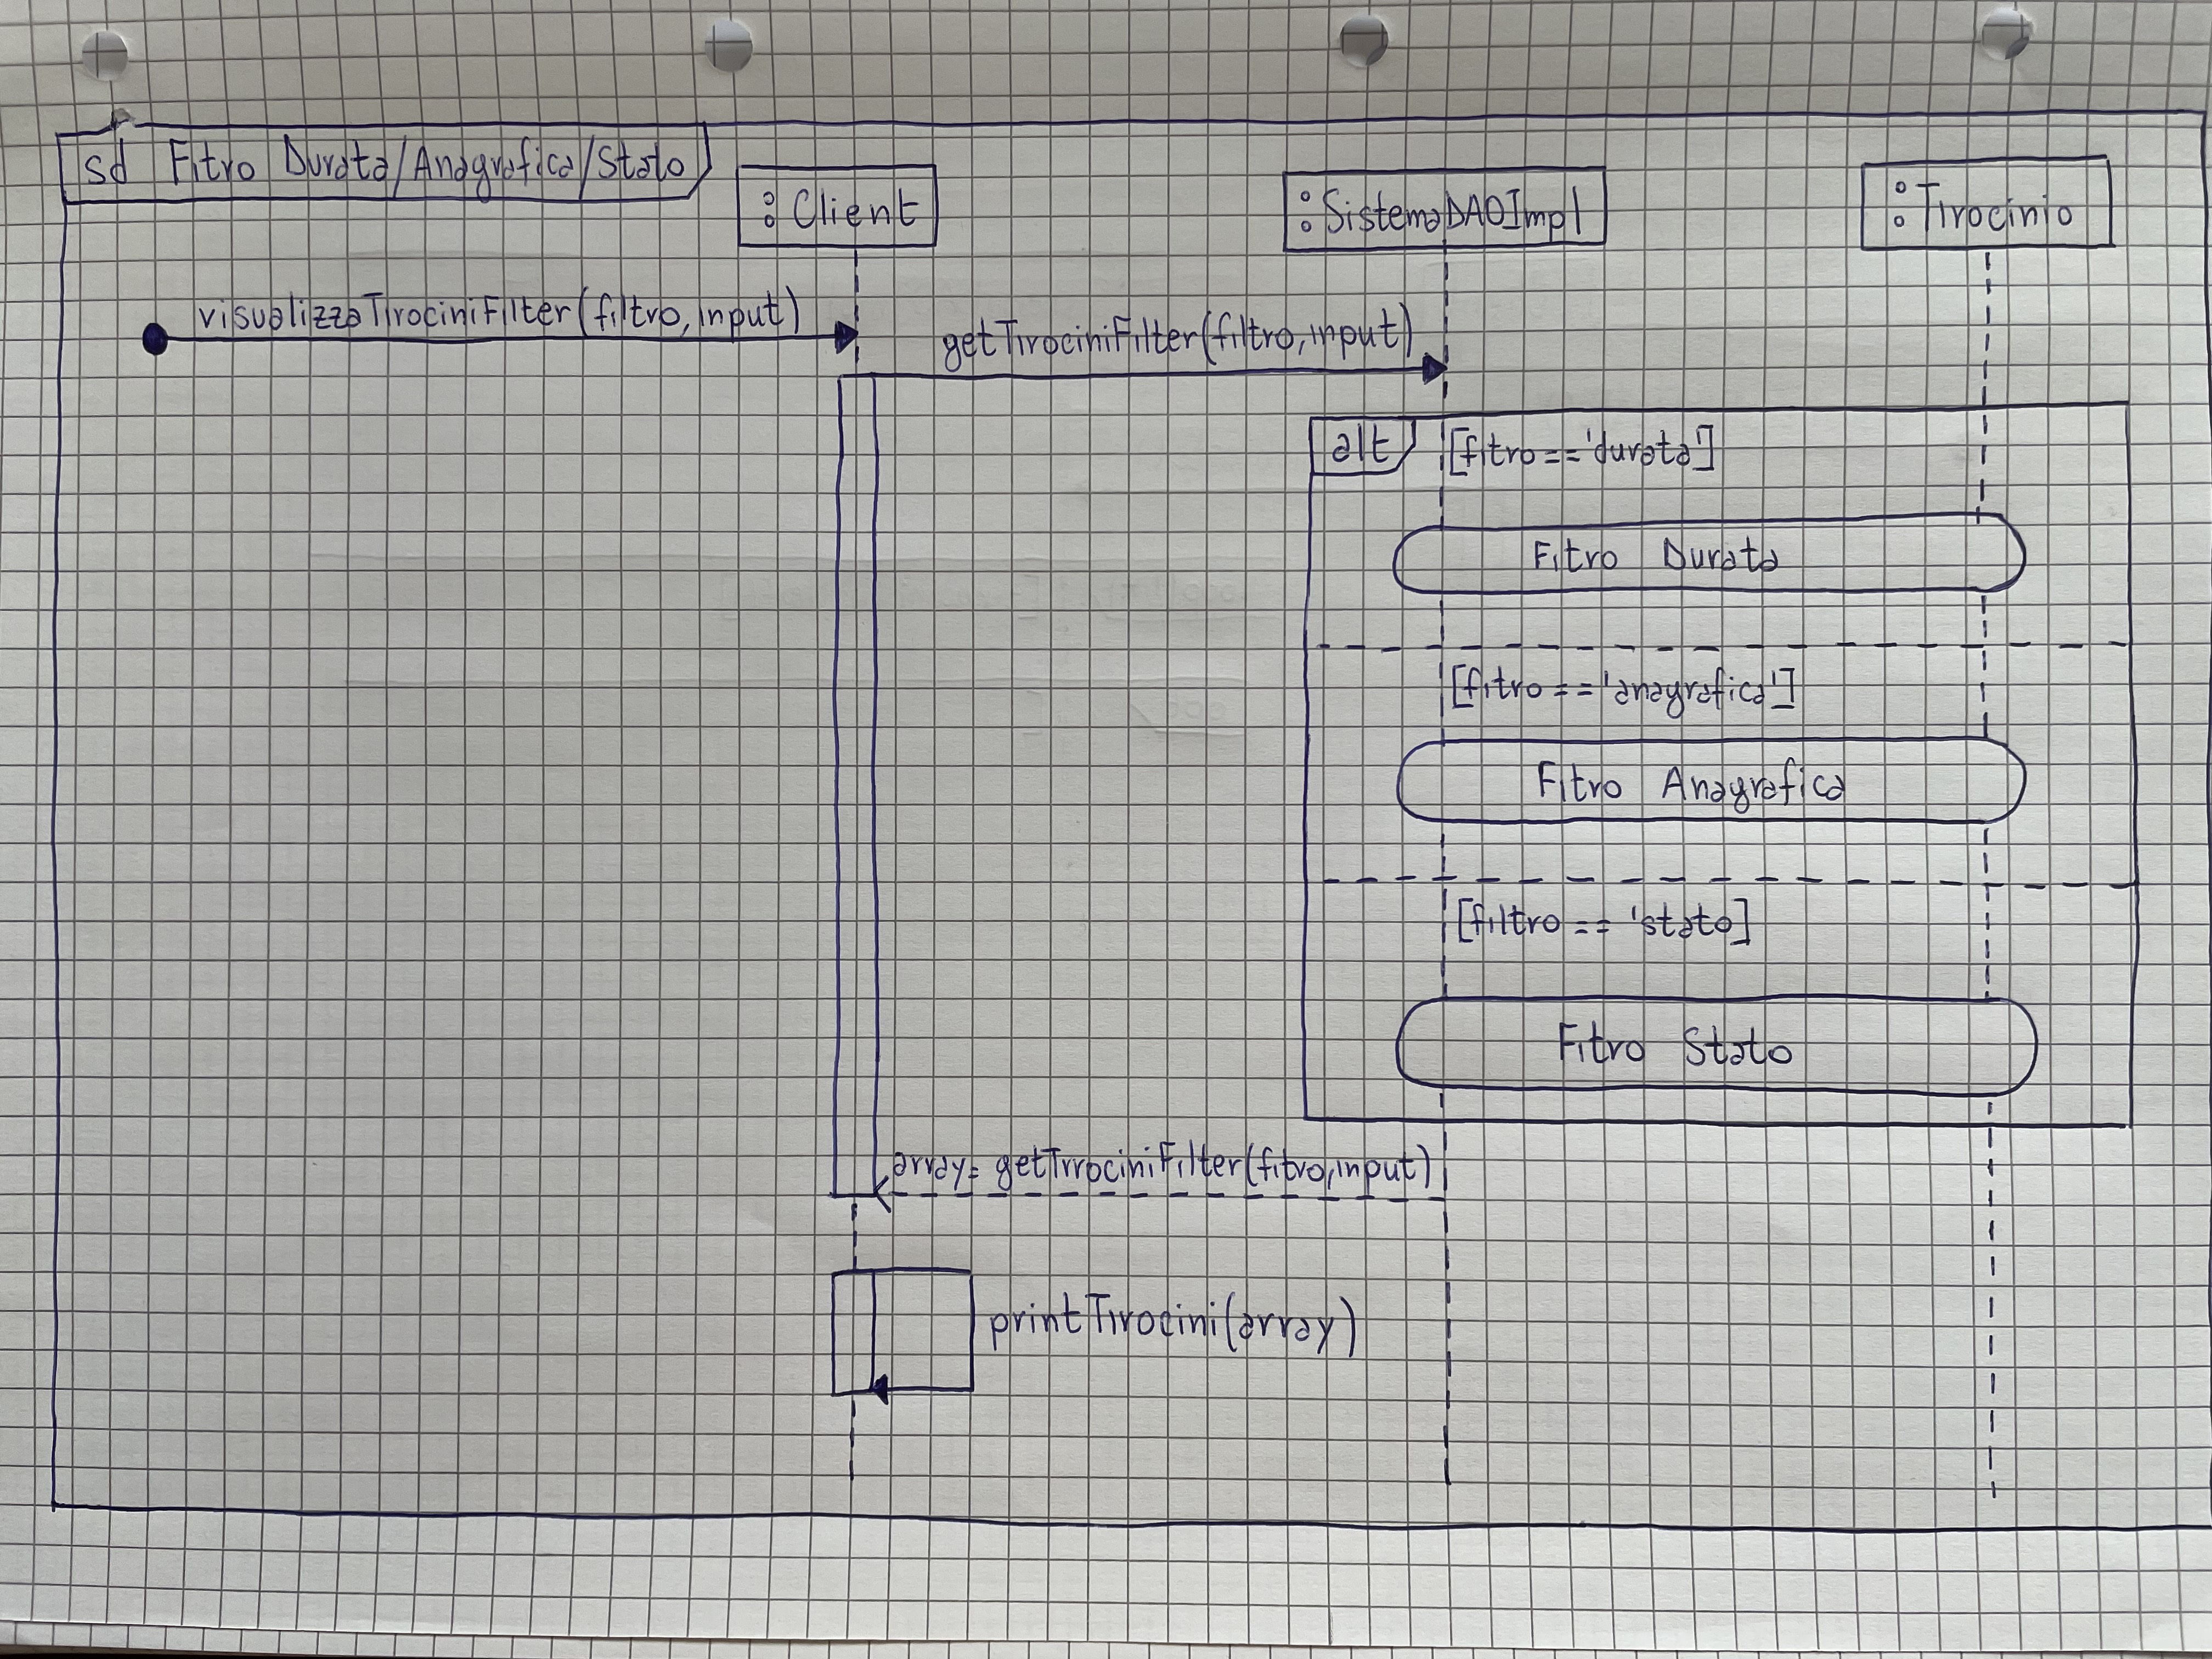 sd Fitro Durata/Anagrafica/Stato
:Client
:SistemaDAOImpl
:Tirocinio
visualizzaTirociniFilter(filtro, input)
getTirociniFilter(filtro, input)
alt
[fitro=='durata']
Fitro Durata
[fitro=='anagrafica']
Fitro Anagrafica
[filtro== 'stato]
Fitro Stato
array= getTirociniFilter(fitro, input)
printTirocini(array)